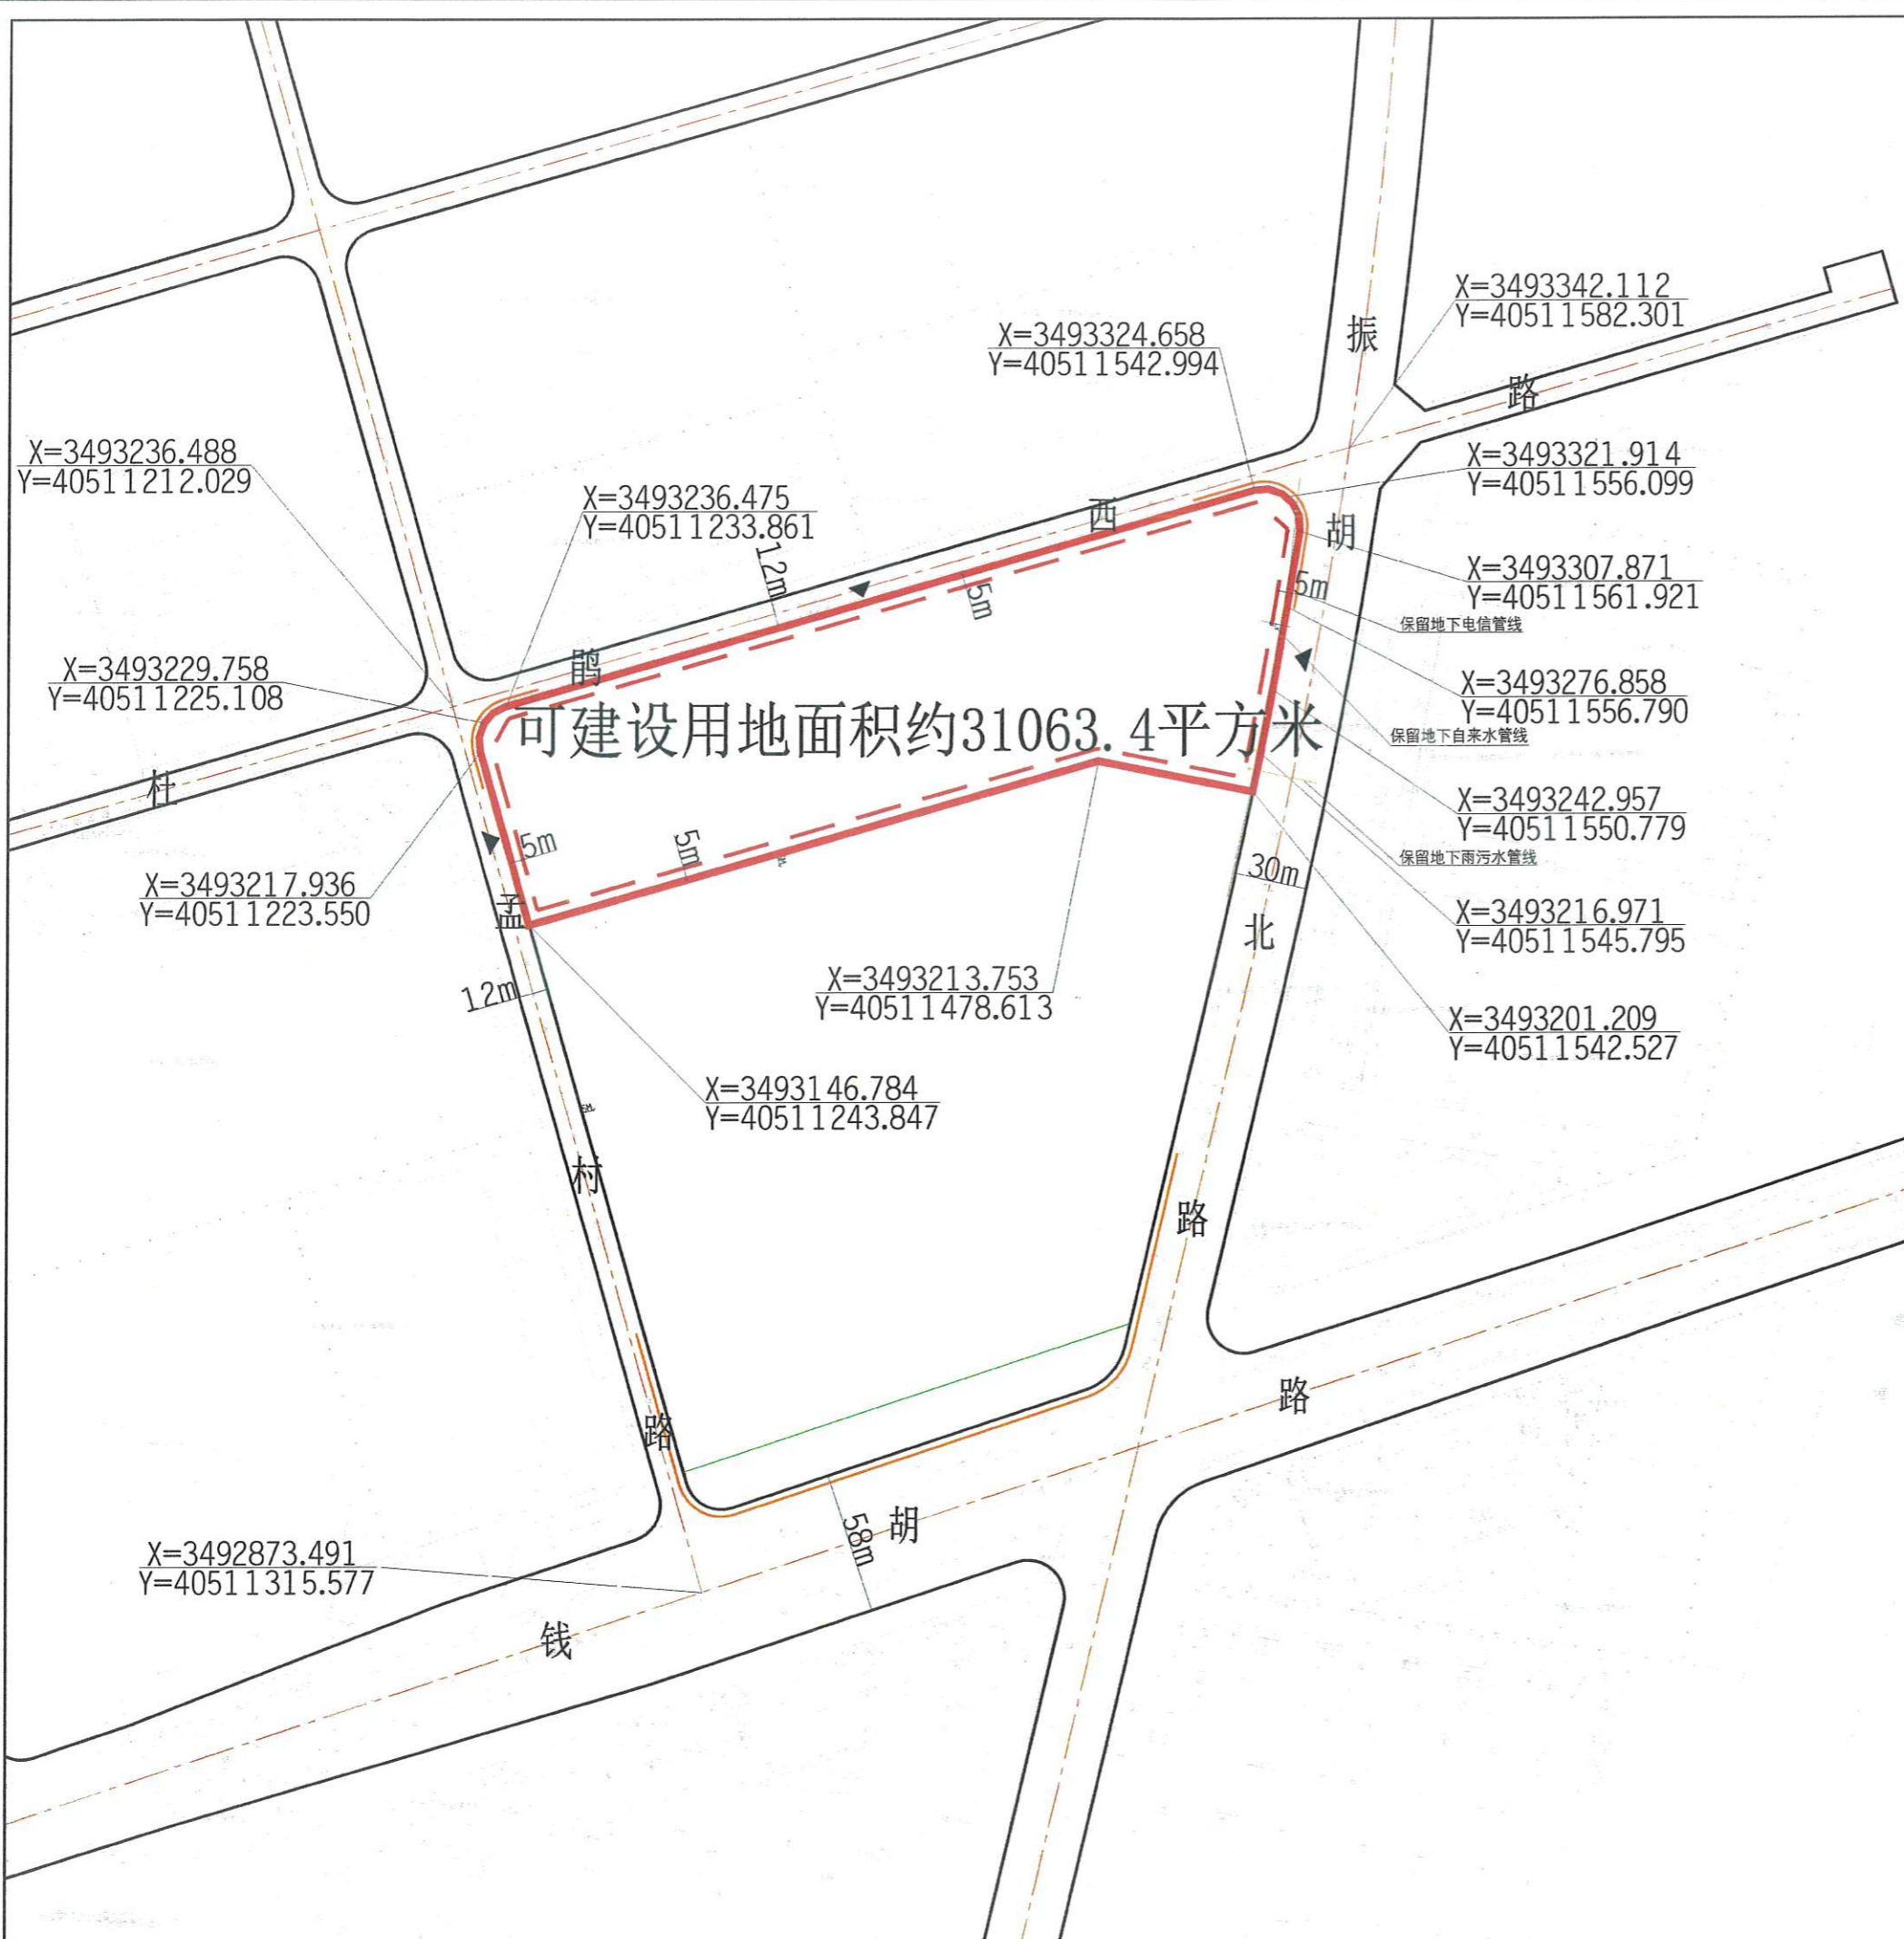 X=3493342.112
Y=40511582.301
振
X=3493324.658
Y=40511542.994
路
X=3493236.488
Y=40511212.029
X=3493321.914
Y=40511556.099
X=3493236.475
Y=40511233.861
西
胡
12m
5m
5m
X=3493307.871
Y=40511561.921
保留地下电信管线
鹃
X=3493229.758
Y=40511225.108
X=3493276.858
Y=40511556.790
可建设用地面积约31063.4平方米
保留地下自来水管线
杜
X=3493242.957
Y=40511550.779
5m
5m
保留地下雨污水管线
30m
X=3493217.936
Y=40511223.550
孟
X=3493216.971
Y=40511545.795
北
X=3493213.753
Y=40511478.613
12m
X=3493201.209
Y=40511542.527
X=3493146.784
Y=40511243.847
村
路
路
路
胡
58m
X=3492873.491
Y=40511315.577
钱